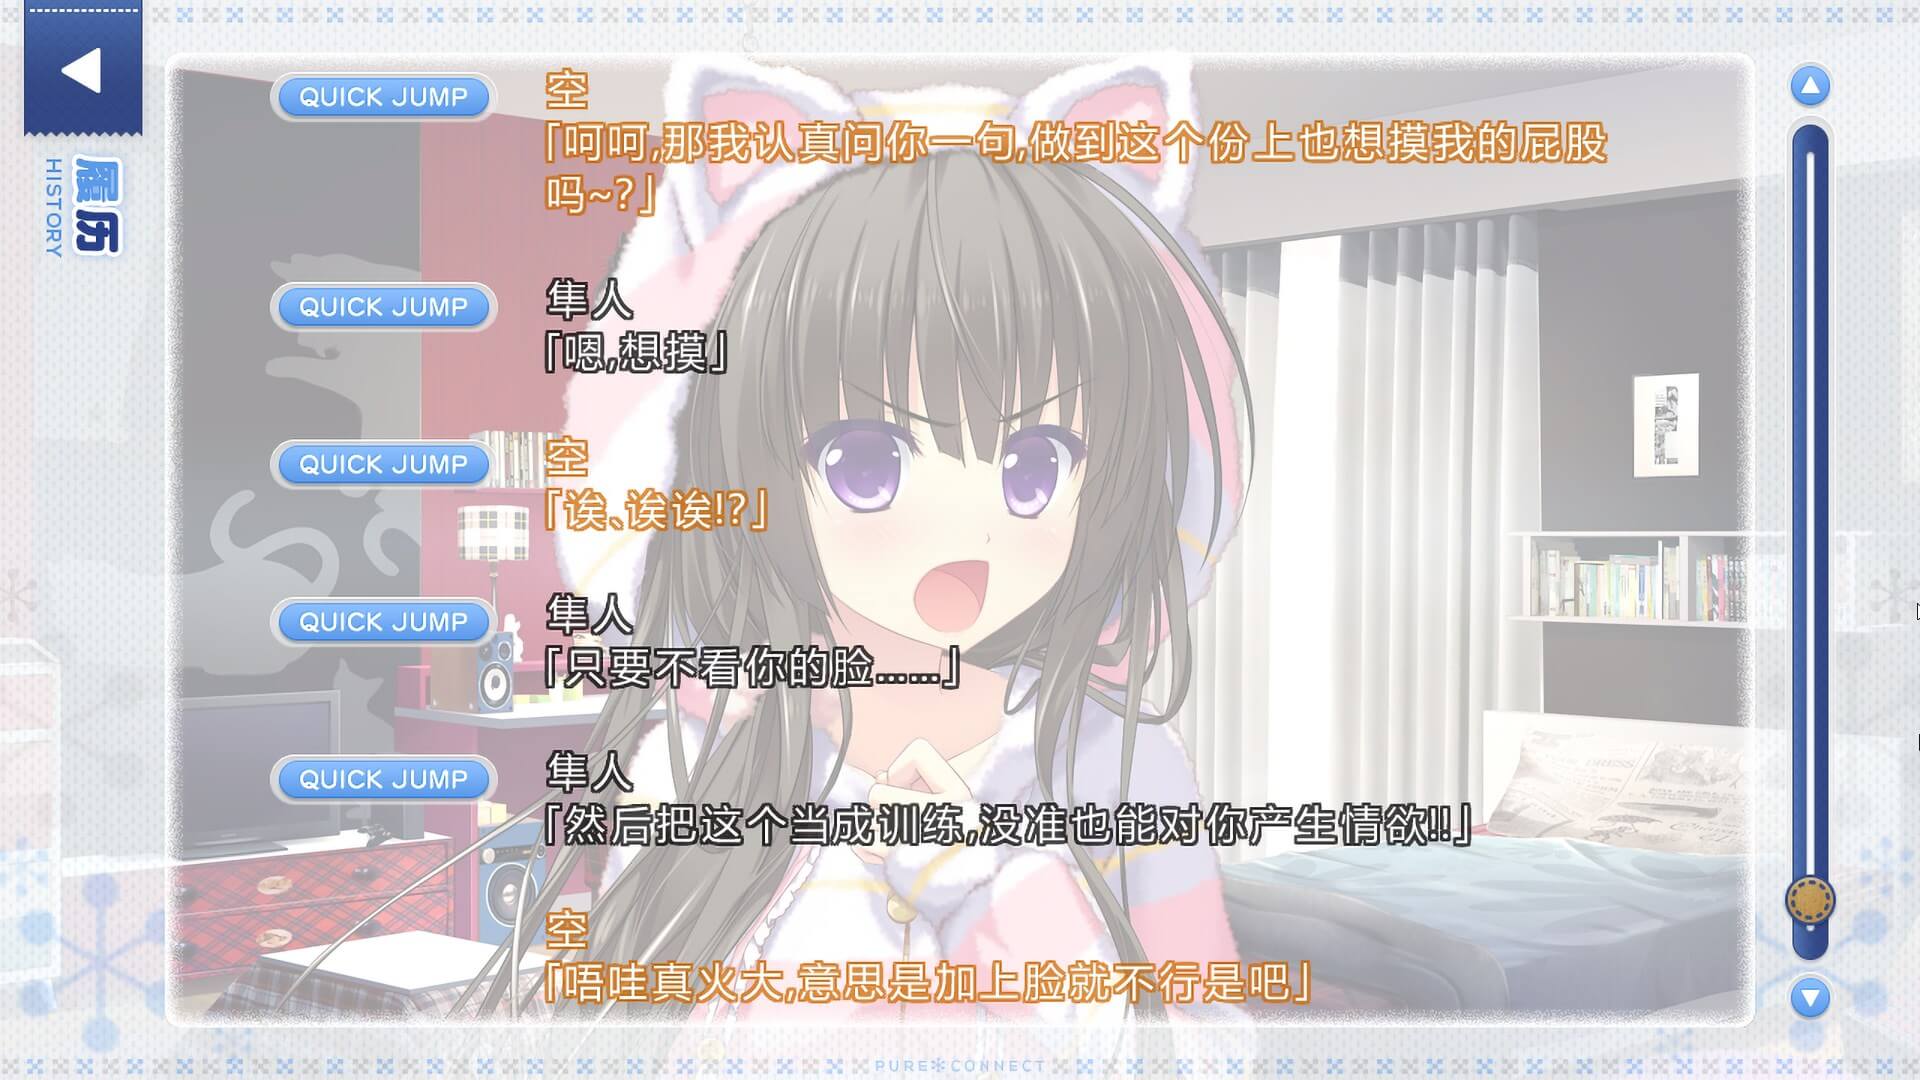 履历
HISTORY
QUICK JUMP
空
「呵呵,那我认真问你一句,做到这个份上也想摸我的屁股
吗~?」
QUICK JUMP
隼人
「嗯,想摸」
QUICK JUMP
空
「诶、诶诶!?」
QUICK JUMP
隼人
「只要不看你的脸……」
QUICK JUMP
隼人
「然后把这个当成训练,没准也能对你产生情欲!!」
空
「唔哇真火大,意思是加上脸就不行是吧」
PURE✻CONNECT